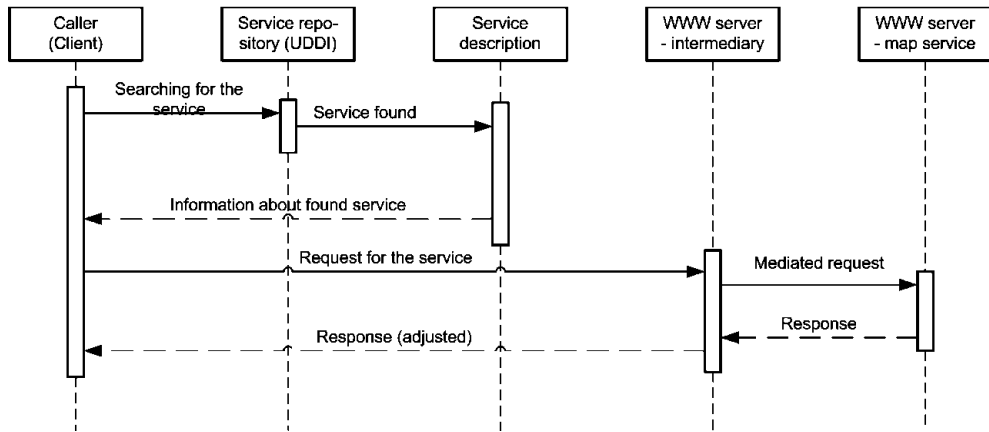 Caller
(Client)
Service repo-
sitory (UDDI)
Service
description
WWW server
- intermediary
WWW server
- map service
Searching for the
service
Service found
Information about found service
Request for the service
Mediated request
Response
Response (adjusted)